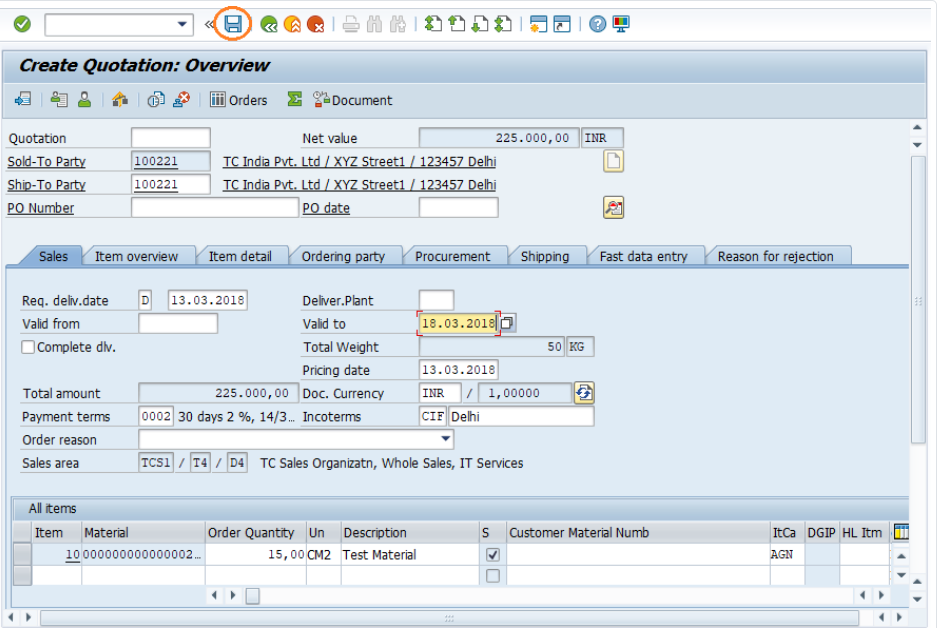 Create Quotation: Overview
Orders Document
Quotation Net value 225.000,00 INR
Sold-To Party 100221 TC India Pvt. Ltd / XYZ Street1 / 123457 Delhi
Ship-To Party 100221 TC India Pvt. Ltd / XYZ Street1 / 123457 Delhi
PO Number PO date
Sales Item overview Item detail Ordering party Procurement Shipping Fast data entry Reason for rejection
Req. deliv.date D 13.03.2018 Deliver.Plant
Valid from Valid to 18.03.2018
Complete dlv. Total Weight 50 KG
Pricing date 13.03.2018
Total amount 225.000,00 Doc. Currency INR / 1,00000
Payment terms 0002 30 days 2 %, 14/3... Incoterms CIF Delhi
Order reason
Sales area TCS1 / T4 / D4 TC Sales Organizatn, Whole Sales, IT Services
All items
Item Material Order Quantity Un Description S Customer Material Numb ItCa DGIP HL Itm
10 000000000000002... 15,00 CM2 Test Material AGN